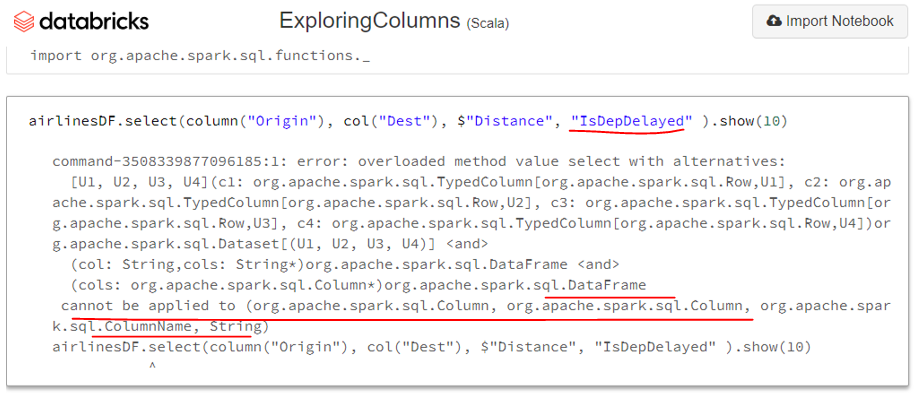 databricks
ExploringColumns (Scala)
Import Notebook
import org.apache.spark.sql.functions._
airlinesDF.select(column("Origin"), col("Dest"), $"Distance", "IsDepDelayed" ).show(10)
command-3508339877096185:1: error: overloaded method value select with alternatives:
[U1, U2, U3, U4](c1: org.apache.spark.sql.TypedColumn[org.apache.spark.sql.Row,U1], c2: org.ap
ache.spark.sql.TypedColumn[org.apache.spark.sql.Row,U2], c3: org.apache.spark.sql.TypedColumn[or
g.apache.spark.sql.Row,U3], c4: org.apache.spark.sql.TypedColumn[org.apache.spark.sql.Row,U4])or
g.apache.spark.sql.Dataset[(U1, U2, U3, U4)] <and>
(col: String,cols: String*)org.apache.spark.sql.DataFrame <and>
(cols: org.apache.spark.sql.Column*)org.apache.spark.sql.DataFrame
cannot be applied to (org.apache.spark.sql.Column, org.apache.spark.sql.Column, org.apache.spar
k.sql.ColumnName, String)
airlinesDF.select(column("Origin"), col("Dest"), $"Distance", "IsDepDelayed" ).show(10)
^